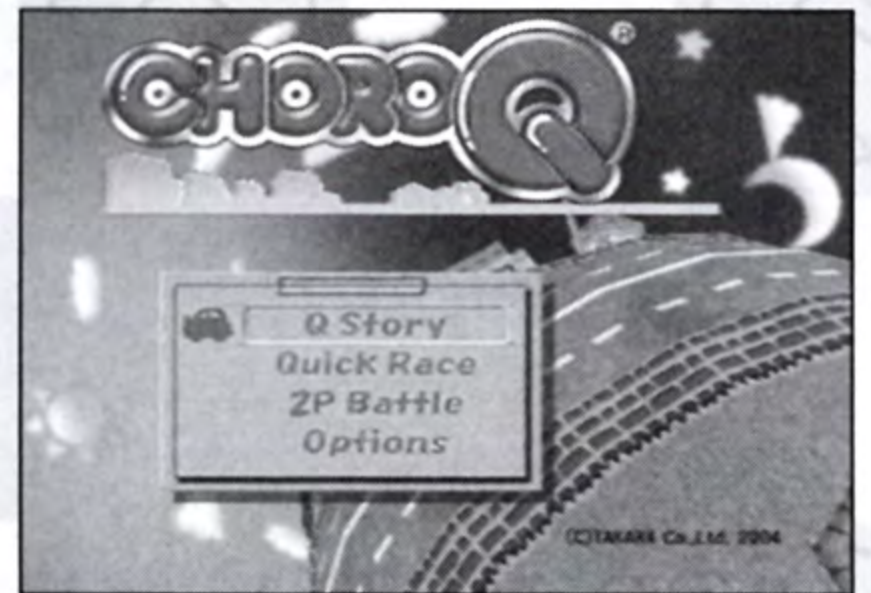 CHORO Q®
Q Story
Quick Race
2P Battle
Options
(C)TAKARA Co.,Ltd. 2004